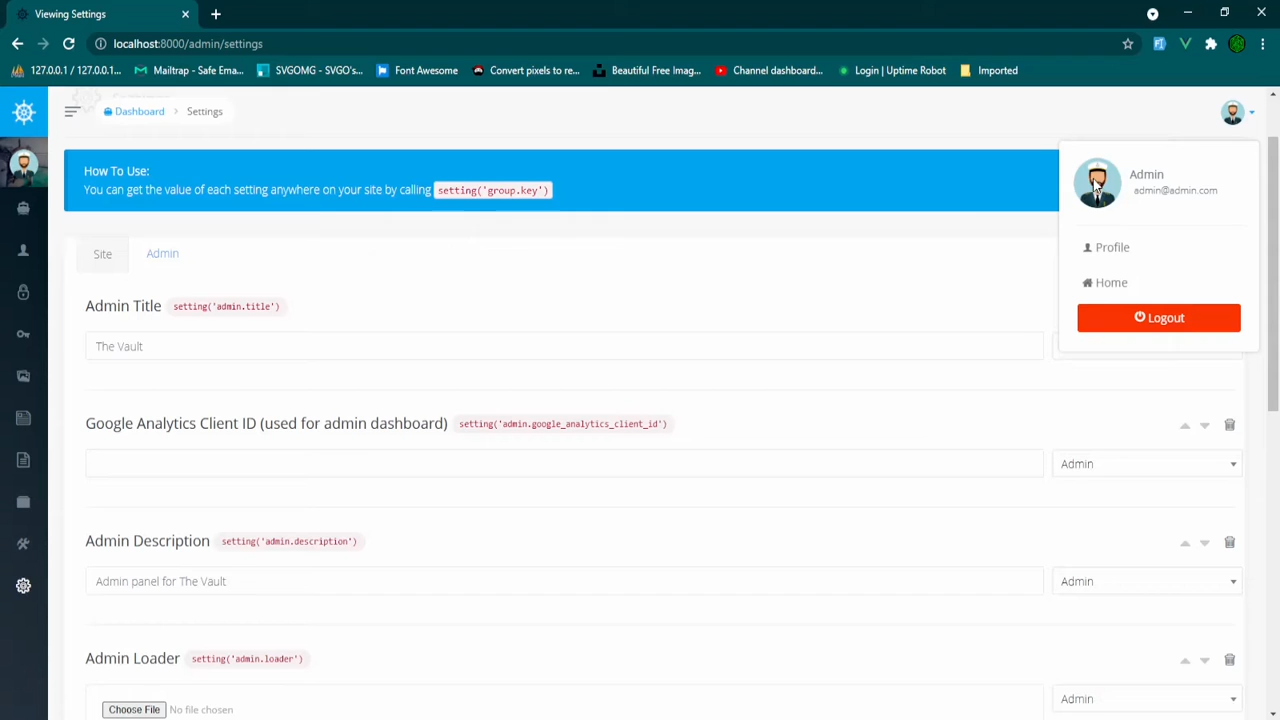 Viewing Settings
localhost:8000/admin/settings
127.0.0.1 / 127.0.0.1...
Mailtrap - Safe Ema...
SVGOMG - SVGO's...
Font Awesome
Convert pixels to re...
Beautiful Free Imag...
Channel dashboard...
Login | Uptime Robot
Imported
Dashboard > Settings
How To Use:
You can get the value of each setting anywhere on your site by calling setting('group.key')
Admin
admin@admin.com
Profile
Home
Logout
Site
Admin
Admin Title setting('admin.title')
The Vault
Google Analytics Client ID (used for admin dashboard) setting('admin.google_analytics_client_id')
Admin
Admin Description setting('admin.description')
Admin panel for The Vault
Admin
Admin Loader setting('admin.loader')
Choose File No file chosen
Admin